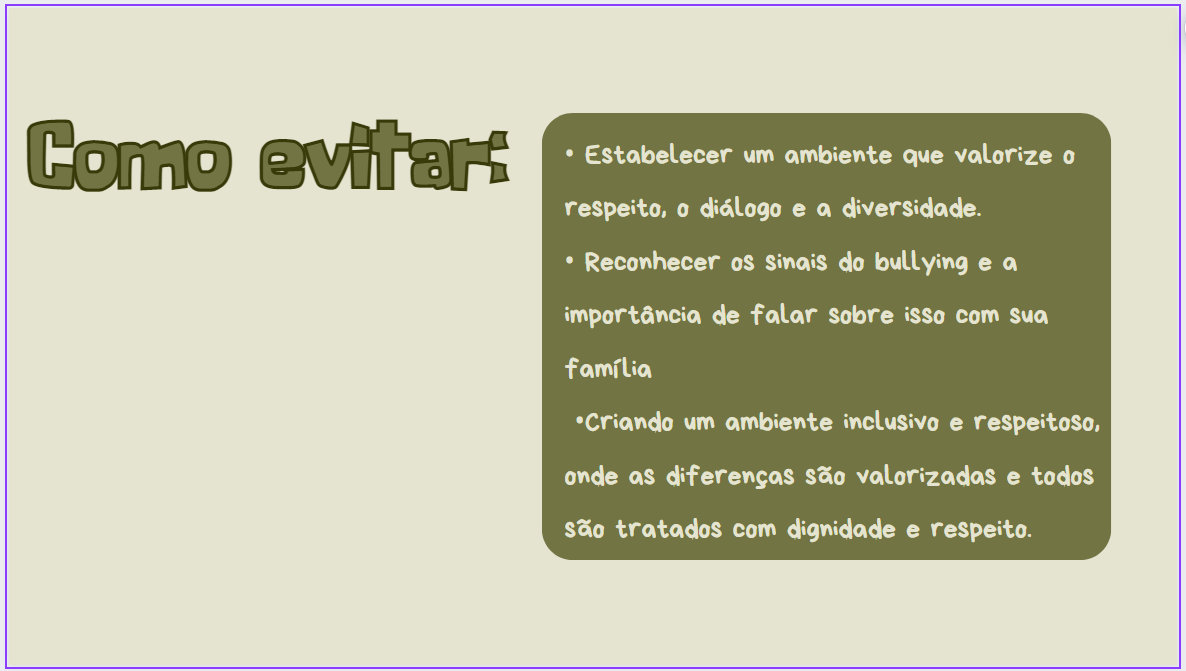 Como evitar:
• Estabelecer um ambiente que valorize o
respeito, o diálogo e a diversidade.
• Reconhecer os sinais do bullying e a
importância de falar sobre isso com sua
família
•Criando um ambiente inclusivo e respeitoso,
onde as diferenças são valorizadas e todos
são tratados com dignidade e respeito.